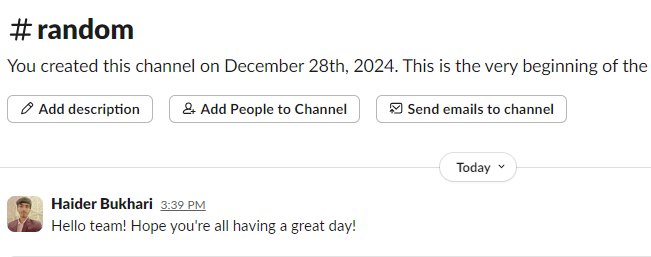 #random
You created this channel on December 28th, 2024. This is the very beginning of the
Add description Add People to Channel Send emails to channel
Today
Haider Bukhari 3:39 PM
Hello team! Hope you're all having a great day!